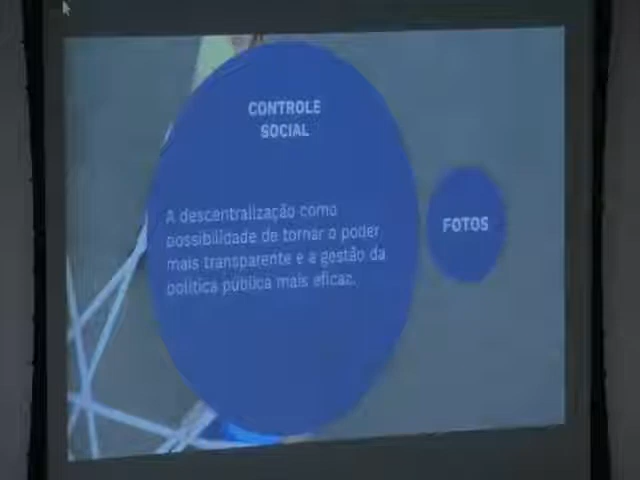 CONTROLE
SOCIAL
A descentralização como
possibilidade de tornar o poder
mais transparente e a gestão da
política pública mais eficaz.
FOTOS